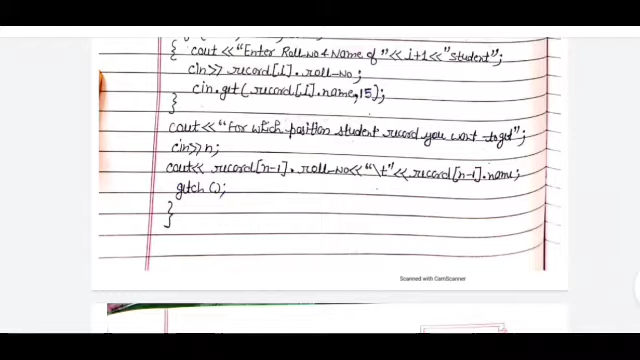 { cout << "Enter Roll-No & Name of" << i+1 << "student";
cin >> record[i].roll-No;
cin.get(record[i].name,15);
}
cout << "For which position student record you want to get";
cin >> n;
cout << record[n-1].roll-No << "\t" << record[n-1].name;
getch();
}
}
Scanned with CamScanner